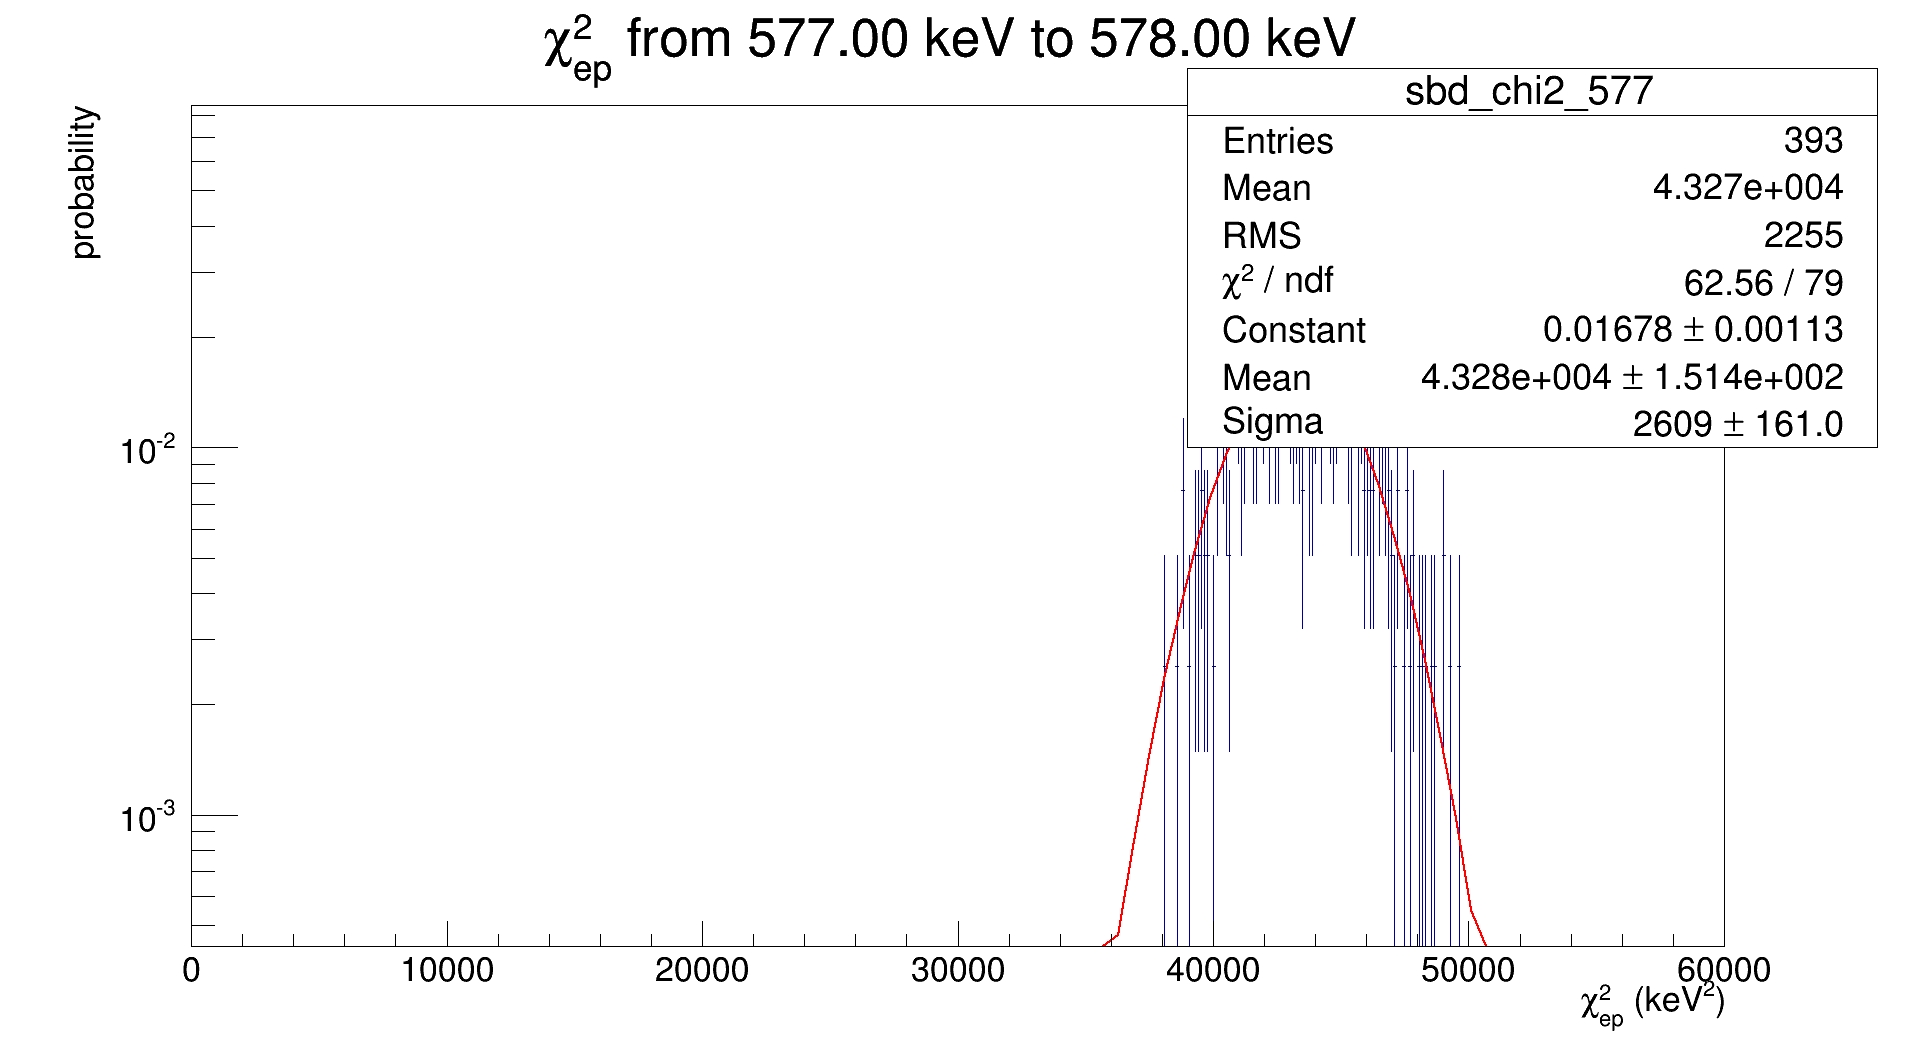 χ²ep from 577.00 keV to 578.00 keV
probability
sbd_chi2_577
Entries 393
Mean 4.327e+004
RMS 2255
χ² / ndf 62.56 / 79
Constant 0.01678 ± 0.00113
Mean 4.328e+004 ± 1.514e+002
Sigma 2609 ± 161.0
10⁻²
10⁻³
0 10000 20000 30000 40000 50000 60000
χ²ep (keV²)